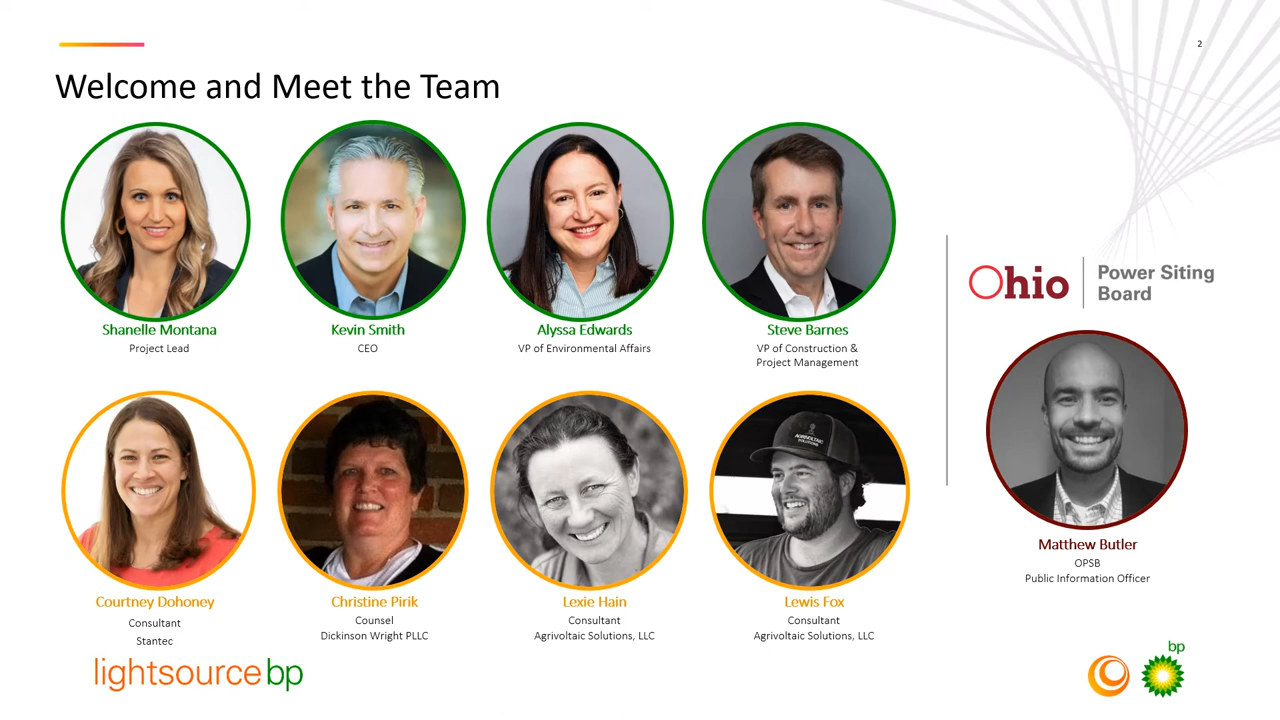 2
Welcome and Meet the Team
Shanelle Montana
Project Lead
Kevin Smith
CEO
Alyssa Edwards
VP of Environmental Affairs
Steve Barnes
VP of Construction &
Project Management
Ohio
Power Siting
Board
AGRIVOLTAIC
SOLUTIONS
Courtney Dohoney
Consultant
Stantec
Christine Pirik
Counsel
Dickinson Wright PLLC
Lexie Hain
Consultant
Agrivoltaic Solutions, LLC
Lewis Fox
Consultant
Agrivoltaic Solutions, LLC
Matthew Butler
OPSB
Public Information Officer
lightsource bp
bp